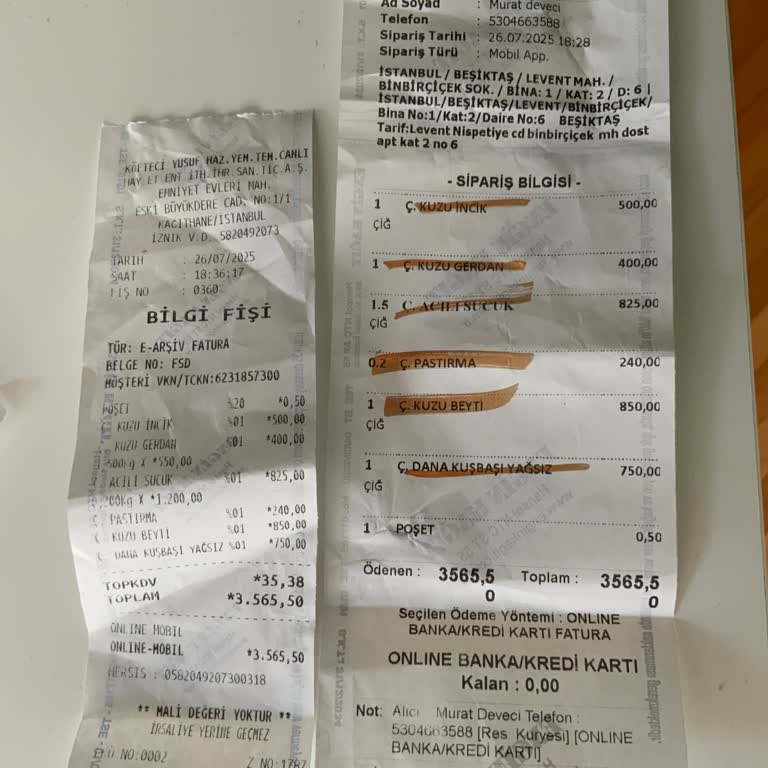 KÖFTECİ YUSUF HAZ.YEM.TEM.CANLI
HAY.ET ENT.İTH.İHR.SAN.TİC.A.Ş.
EMNİYET EVLERİ MAH.
ESKİ BÜYÜKDERE CAD. NO:1/1
KAĞITHANE/İSTANBUL
İZNİK V.D. 5820492073
TARİH : 26/07/2025
SAAT : 18:36:17
FİŞ NO : 0360
BİLGİ FİŞİ
TÜR: E-ARŞİV FATURA
BELGE NO: FSD
MÜŞTERİ VKN/TCKN:6231857300
POŞET %20 *0,50
KUZU İNCİK %01 *500,00
KUZU GERDAN %01 *400,00
500kg X *550,00
ACILI SUCUK %01 *825,00
200kg X *1.200,00
PASTIRMA %01 *240,00
KUZU BEYTİ %01 *850,00
DANA KUŞBAŞI YAĞSIZ %01 *750,00
TOPKDV *35,38
TOPLAM *3.565,50
ONLINE MOBIL
ONLINE-MOBIL *3.565,50
MERSIS : 0582049207300318
** MALİ DEĞERİ YOKTUR **
İRSALİYE YERİNE GEÇMEZ
NO:0002 Z NO:1787
Ad Soyad : Murat deveci
Telefon : 5304663588
Sipariş Tarihi : 26.07.2025 18:28
Sipariş Türü : Mobil App.
İSTANBUL / BEŞİKTAŞ / LEVENT MAH. /
BİNBİRÇİÇEK SOK. / BİNA: 1 / KAT: 2 / D: 6 |
İSTANBUL/BEŞİKTAŞ/LEVENT/BİNBİRÇİÇEK/
Bina No:1/Kat:2/Daire No:6 BEŞİKTAŞ
Tarif:Levent Nispetiye cd binbirçiçek mh dost
apt kat 2 no 6
- SİPARİŞ BİLGİSİ -
1 Ç. KUZU İNCİK 500,00
ÇİĞ
1 Ç. KUZU GERDAN 400,00
1.5 Ç. ACILI SUCUK 825,00
ÇİĞ
0.2 Ç. PASTIRMA 240,00
1 Ç. KUZU BEYTİ 850,00
ÇİĞ
1 Ç. DANA KUŞBAŞI YAĞSIZ 750,00
ÇİĞ
1 POŞET 0,50
Ödenen : 3565,5 Toplam : 3565,5
0 0
Seçilen Ödeme Yöntemi : ONLINE
BANKA/KREDİ KARTI FATURA
ONLINE BANKA/KREDİ KARTI
Kalan : 0,00
Not: Alıcı Murat Deveci Telefon :
5304663588 [Res. Kuryesi] [ONLINE
BANKA/KREDİ KARTI]